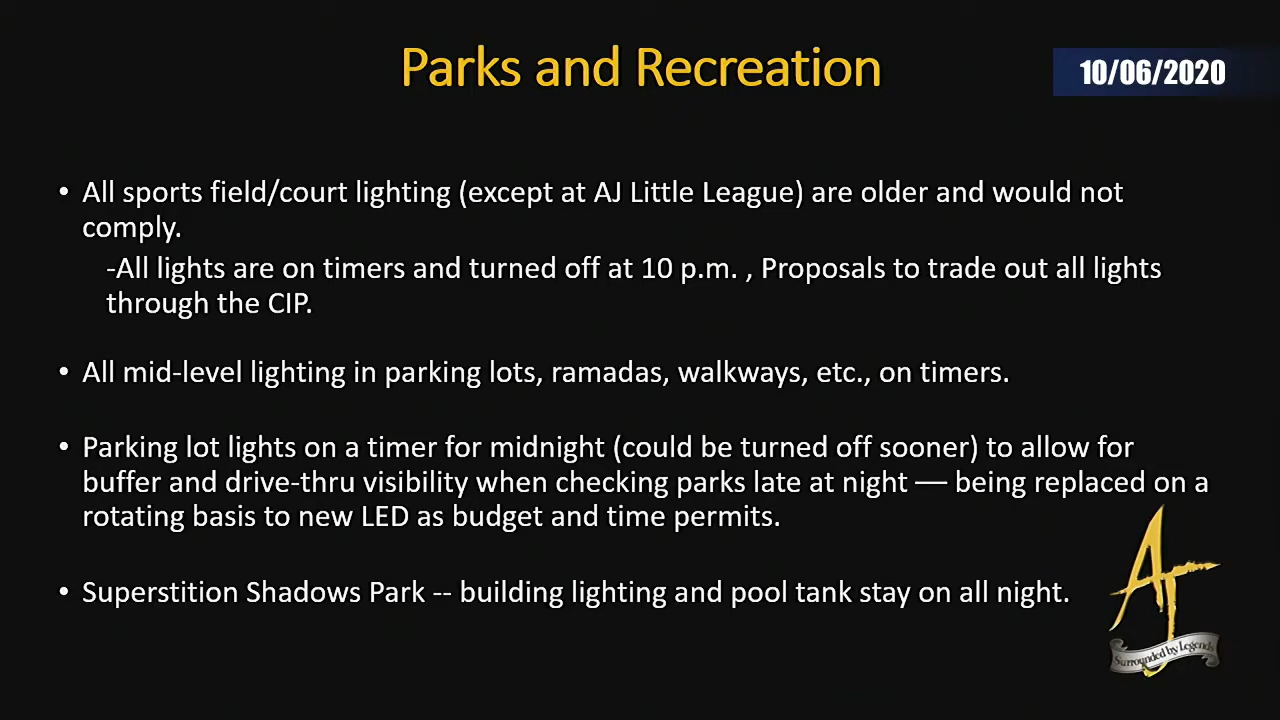 Parks and Recreation
10/06/2020
• All sports field/court lighting (except at AJ Little League) are older and would not
comply.
-All lights are on timers and turned off at 10 p.m. , Proposals to trade out all lights
through the CIP.
• All mid-level lighting in parking lots, ramadas, walkways, etc., on timers.
• Parking lot lights on a timer for midnight (could be turned off sooner) to allow for
buffer and drive-thru visibility when checking parks late at night — being replaced on a
rotating basis to new LED as budget and time permits.
• Superstition Shadows Park -- building lighting and pool tank stay on all night.
AJ
Surrounded by Legends